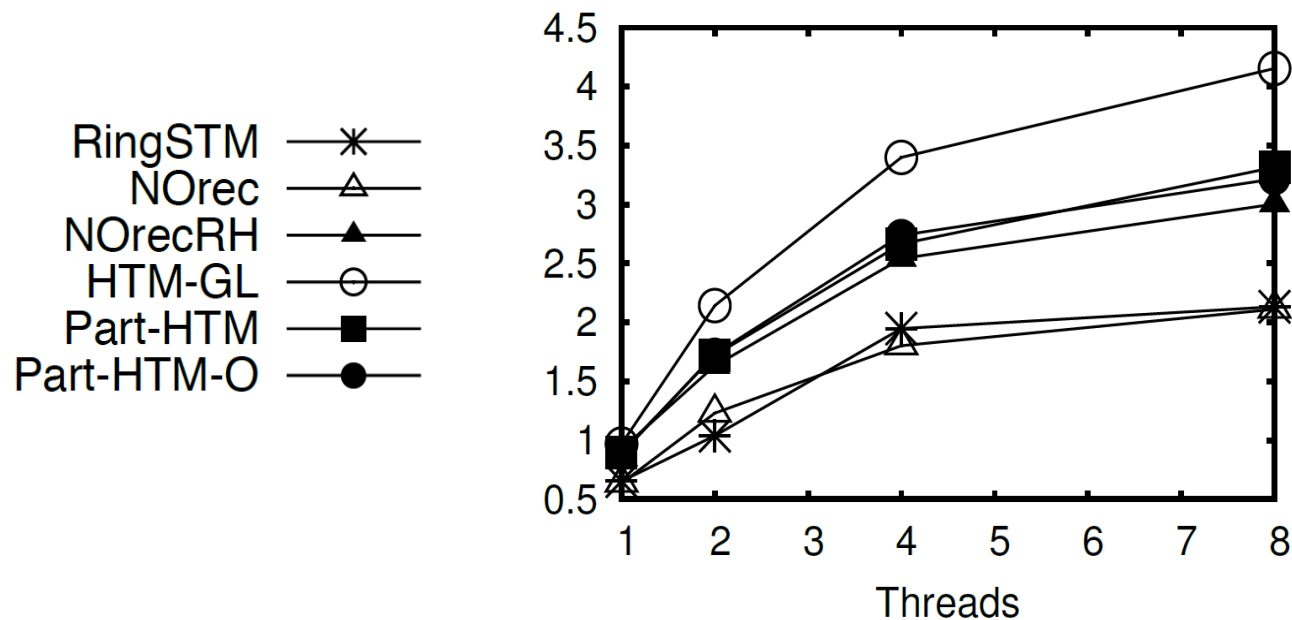 RingSTM
NOrec
NOrecRH
HTM-GL
Part-HTM
Part-HTM-O
4.5
4
3.5
3
2.5
2
1.5
1
0.5
1 2 3 4 5 6 7 8
Threads